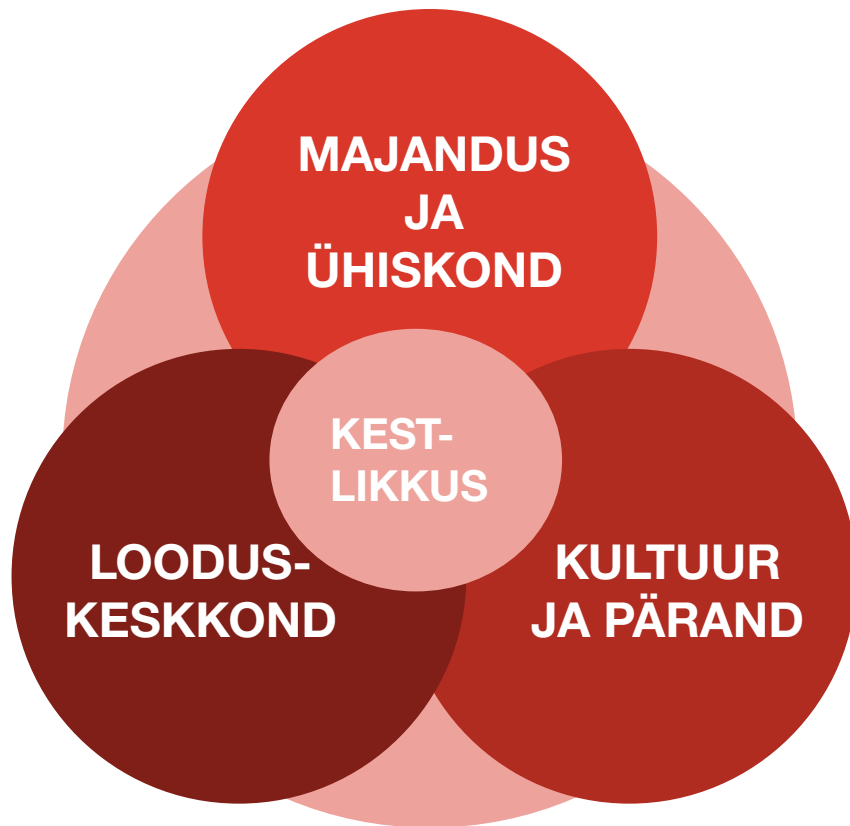 MAJANDUS
JA
ÜHISKOND
KEST-
LIKKUS
LOODUS-
KESKKOND
KULTUUR
JA PÄRAND